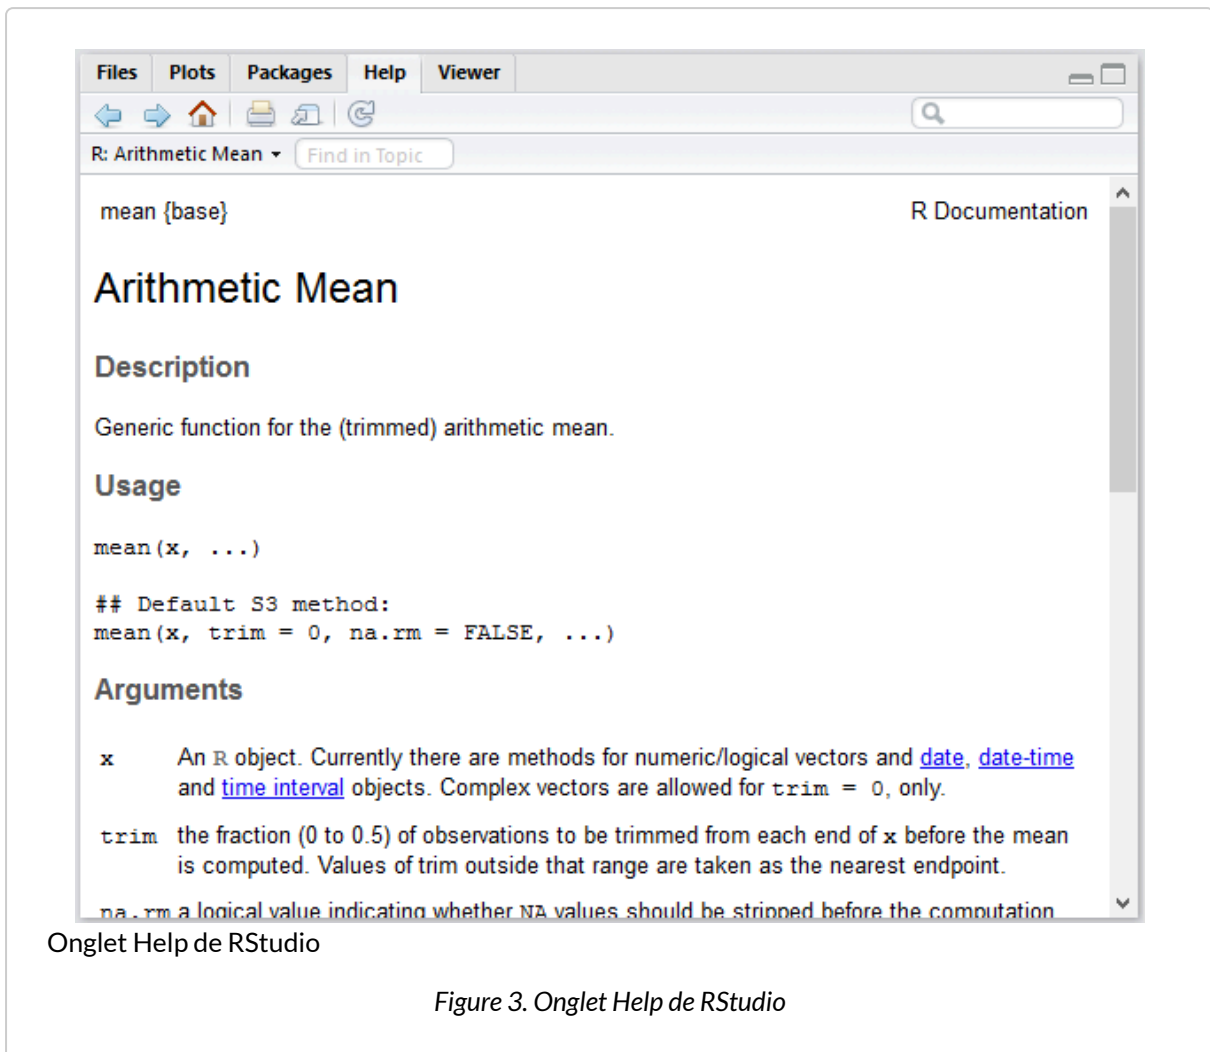 Files Plots Packages Help Viewer
R: Arithmetic Mean Find in Topic
mean {base} R Documentation
Arithmetic Mean
Description
Generic function for the (trimmed) arithmetic mean.
Usage
mean(x, ...)
## Default S3 method:
mean(x, trim = 0, na.rm = FALSE, ...)
Arguments
x An R object. Currently there are methods for numeric/logical vectors and date, date-time
and time interval objects. Complex vectors are allowed for trim = 0, only.
trim the fraction (0 to 0.5) of observations to be trimmed from each end of x before the mean
is computed. Values of trim outside that range are taken as the nearest endpoint.
na.rm a logical value indicating whether NA values should be stripped before the computation
Onglet Help de RStudio
Figure 3. Onglet Help de RStudio